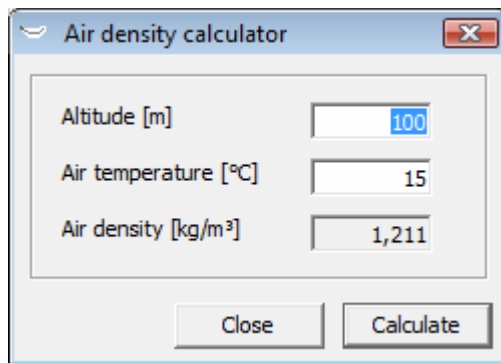 Air density calculator
Altitude [m] 100
Air temperature [°C] 15
Air density [kg/m³] 1,211
Close Calculate